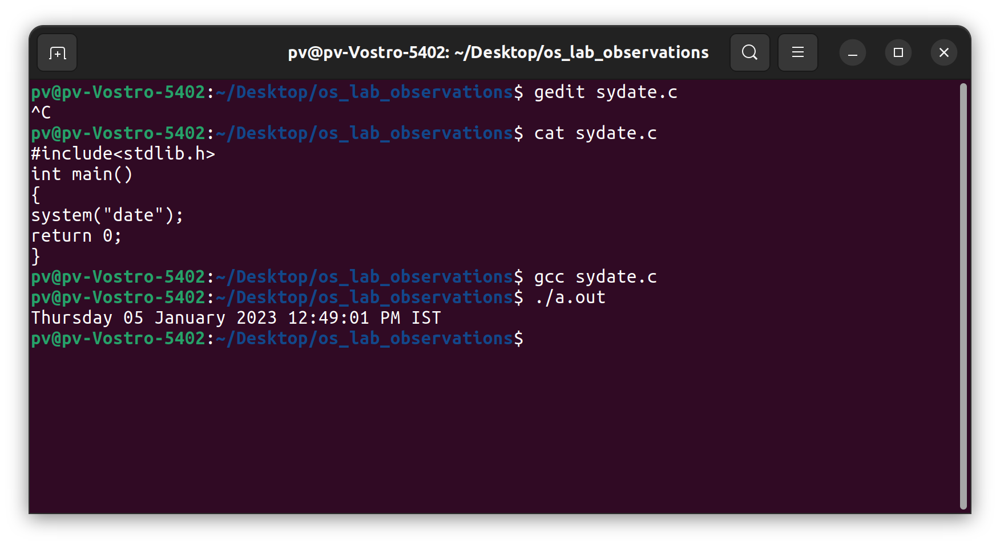 pv@pv-Vostro-5402: ~/Desktop/os_lab_observations
pv@pv-Vostro-5402:~/Desktop/os_lab_observations$ gedit sydate.c
^C
pv@pv-Vostro-5402:~/Desktop/os_lab_observations$ cat sydate.c
#include<stdlib.h>
int main()
{
system("date");
return 0;
}
pv@pv-Vostro-5402:~/Desktop/os_lab_observations$ gcc sydate.c
pv@pv-Vostro-5402:~/Desktop/os_lab_observations$ ./a.out
Thursday 05 January 2023 12:49:01 PM IST
pv@pv-Vostro-5402:~/Desktop/os_lab_observations$